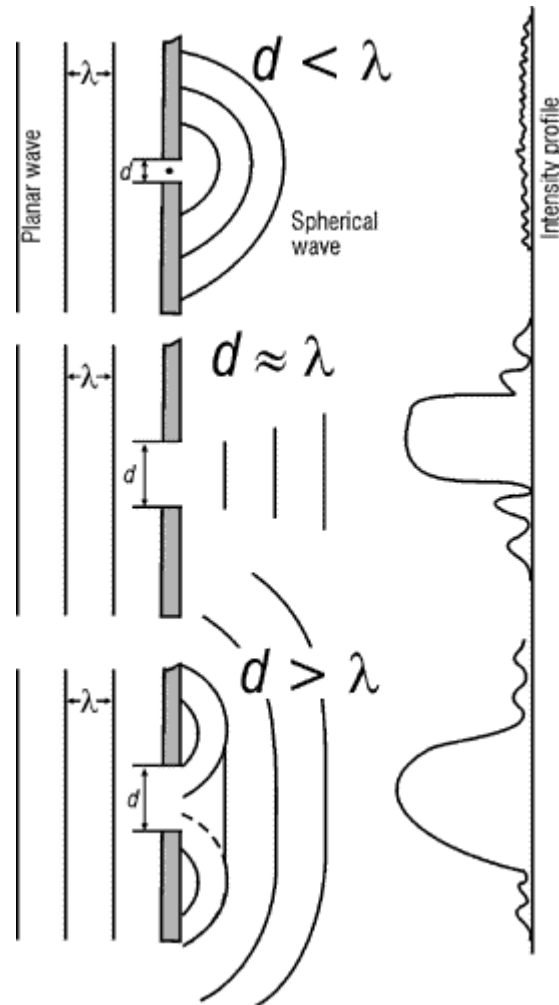 Planar wave
λ
d
d < λ
Spherical
wave
Intensity profile
λ
d
d ≈ λ
λ
d
d > λ